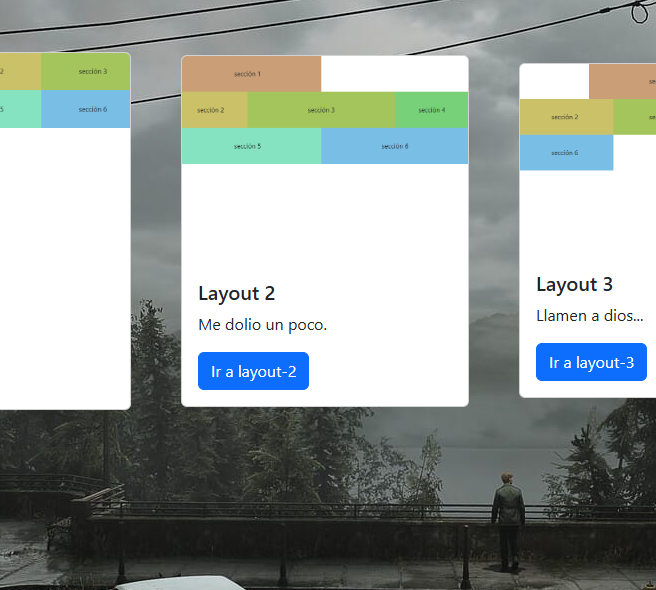 2
sección 3
5
sección 6
sección 1
sección 2
sección 3
sección 4
sección 5
sección 6
Layout 2
Me dolio un poco.
Ir a layout-2
sección 2
sección 6
Layout 3
Llamen a dios...
Ir a layout-3